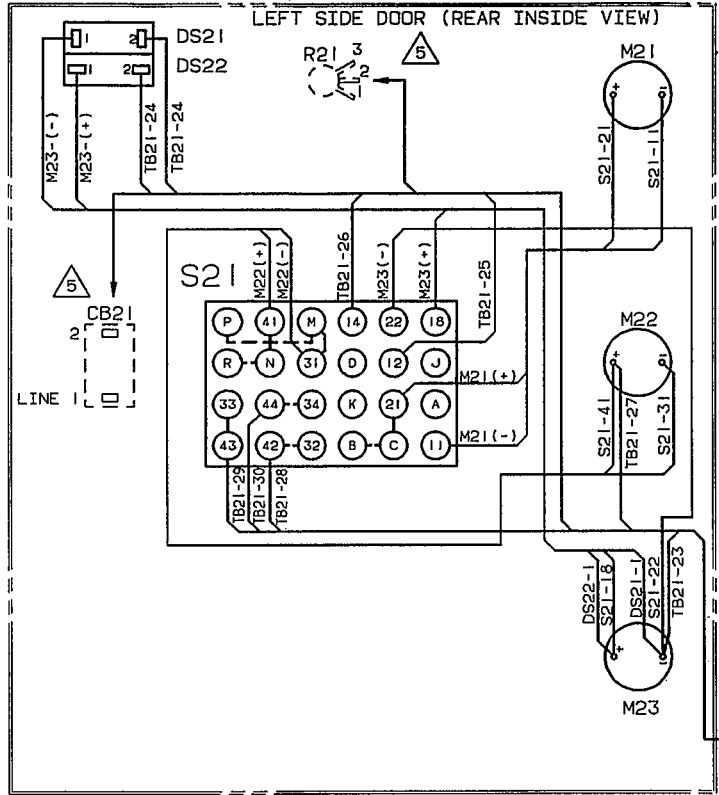 LEFT SIDE DOOR (REAR INSIDE VIEW)
1 2 DS21
1 2 DS22
R21 3
2
1
5
M21
+ -
M23-(-)
M23-(+)
TB21-24
TB21-24
S21-21
S21-11
5
CB21
2
LINE 1
S21
M22(+)
M22(-)
TB21-26
M23(-)
M23(+)
TB21-25
P 41 M 14 22 18
R N 31 D 12 J
33 44 34 K 21 A
43 42 32 B C 11
M21(+)
M21(-)
TB21-29
TB21-30
TB21-28
M22
+ -
S21-41
TB21-27
S21-31
DS22-1
S21-18
DS21-1
S21-22
TB21-23
+ -
M23